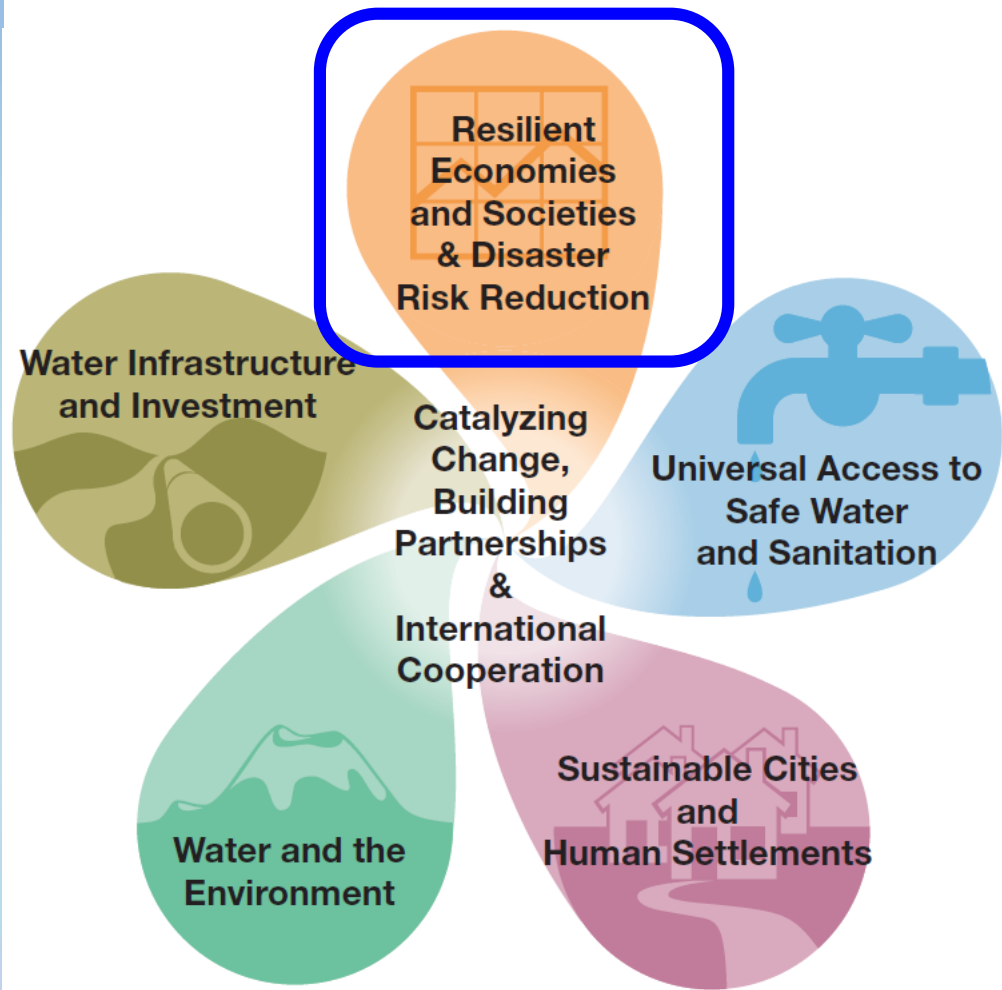 Resilient
Economies
and Societies
& Disaster
Risk Reduction
Water Infrastructure
and Investment
Catalyzing
Change,
Building
Partnerships
&
International
Cooperation
Universal Access to
Safe Water
and Sanitation
Water and the
Environment
Sustainable Cities
and
Human Settlements